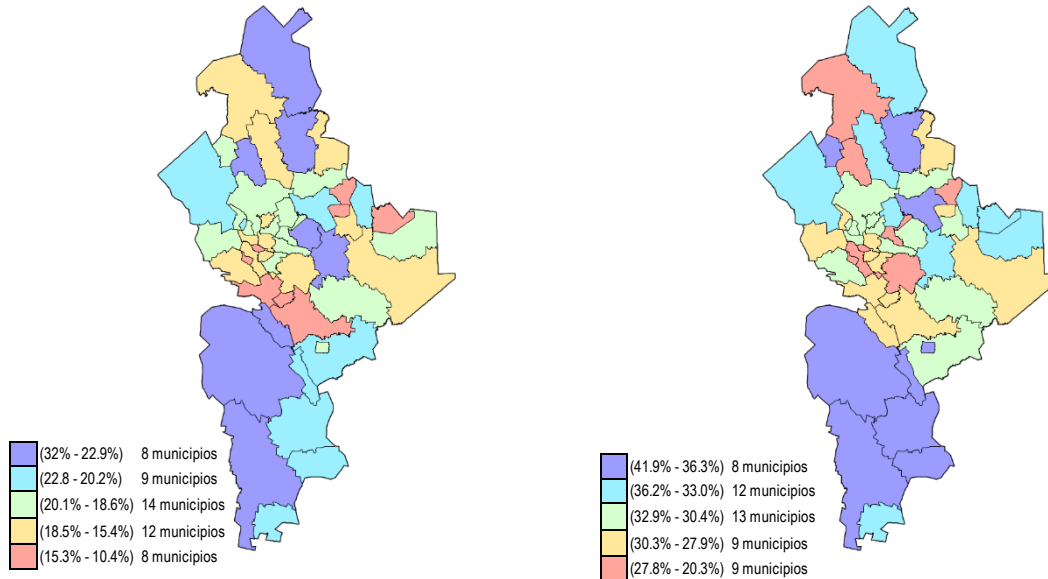 (32% - 22.9%) 8 municipios
(22.8 - 20.2%) 9 municipios
(20.1% - 18.6%) 14 municipios
(18.5% - 15.4%) 12 municipios
(15.3% - 10.4%) 8 municipios
(41.9% - 36.3%) 8 municipios
(36.2% - 33.0%) 12 municipios
(32.9% - 30.4%) 13 municipios
(30.3% - 27.9%) 9 municipios
(27.8% - 20.3%) 9 municipios